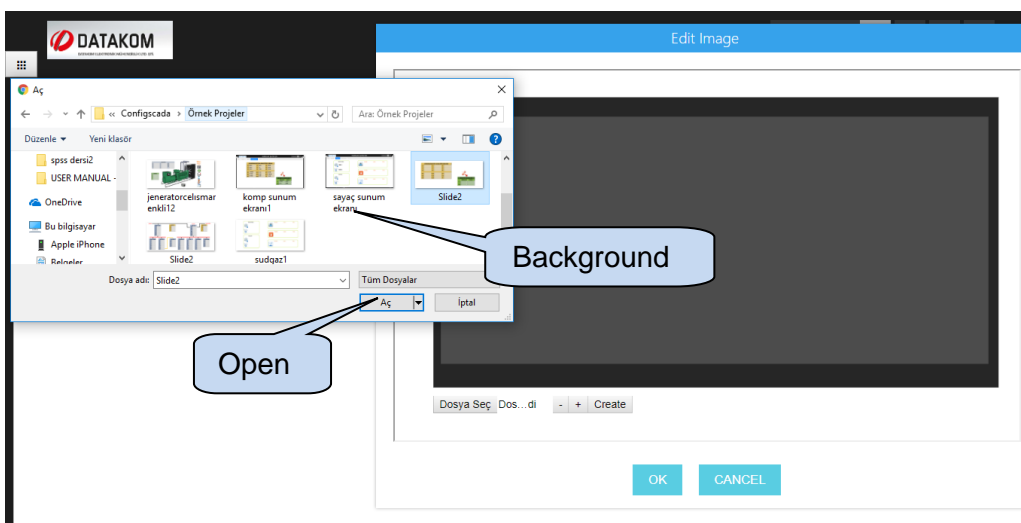 DATAKOM
Edit Image
Aç
« Configscada › Örnek Projeler
Ara: Örnek Projeler
Düzenle
Yeni klasör
spss dersi2
USER MANUAL -
OneDrive
Bu bilgisayar
Apple iPhone
Belgeler
jeneratorcelismar
enkli12
komp sunum
ekranı1
sayaç sunum
ekranı
Slide2
Slide2
sudqaz1
Background
Dosya adı: Slide2
Tüm Dosyalar
Aç
İptal
Open
Dosya Seç Dos...di - + Create
OK
CANCEL